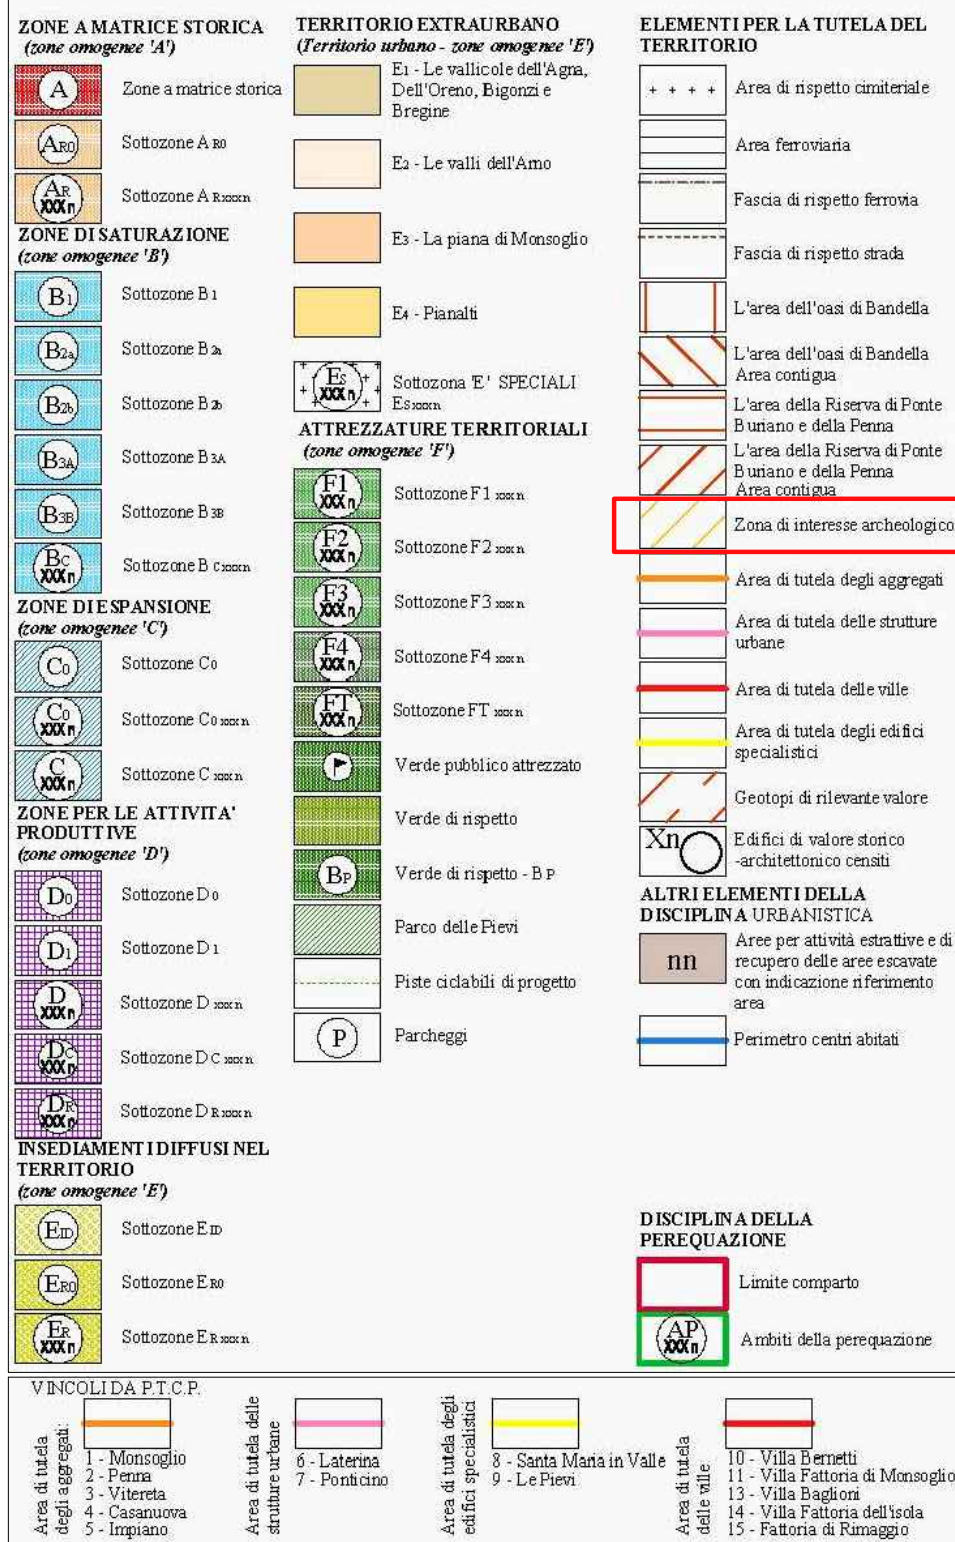 ZONE A MATRICE STORICA
(zone omogenee 'A')
A
Zone a matrice storica
AR0
Sottozone A R0
AR
XXX n
Sottozone A Rxxxn
ZONE DI SATURAZIONE
(zone omogenee 'B')
B1
Sottozone B 1
B2a
Sottozone B 2a
B2b
Sottozone B 2b
B3A
Sottozone B 3A
B3B
Sottozone B 3B
BC
XXX n
Sottozone B Cxxxn
ZONE DI ESPANSIONE
(zone omogenee 'C')
C0
Sottozone C0
C0
XXX n
Sottozone C0 xxx n
C
XXX n
Sottozone C xxx n
ZONE PER LE ATTIVITA'
PRODUTTIVE
(zone omogenee 'D')
D0
Sottozone D 0
D1
Sottozone D 1
D
XXX n
Sottozone D xxx n
DC
XXX n
Sottozone D C xxx n
DR
XXX n
Sottozone D R xxx n
INSEDIAMENTI DIFFUSI NEL
TERRITORIO
(zone omogenee 'E')
EID
Sottozone E ID
ER0
Sottozone E R0
ER
XXX n
Sottozone E R xxx n
TERRITORIO EXTRAURBANO
(Territorio urbano - zone omogenee 'E')
E1 - Le vallicole dell'Agna,
Dell'Oreno, Bigonzi e
Bregine
E2 - Le valli dell'Arno
E3 - La piana di Monsoglio
E4 - Pianalti
ES
XXX n
Sottozona 'E' SPECIALI
Esxxxn
ATTREZZATURE TERRITORIALI
(zone omogenee 'F')
F1
XXX n
Sottozone F1 xxx n
F2
XXX n
Sottozone F2 xxx n
F3
XXX n
Sottozone F3 xxx n
F4
XXX n
Sottozone F4 xxx n
FT
XXX n
Sottozone FT xxx n
Verde pubblico attrezzato
Verde di rispetto
BP
Verde di rispetto - B P
Parco delle Pievi
Piste ciclabili di progetto
P
Parcheggi
ELEMENTI PER LA TUTELA DEL
TERRITORIO
Area di rispetto cimiteriale
Area ferroviaria
Fascia di rispetto ferrovia
Fascia di rispetto strada
L'area dell'oasi di Bandella
L'area dell'oasi di Bandella
Area contigua
L'area della Riserva di Ponte
Buriano e della Penna
L'area della Riserva di Ponte
Buriano e della Penna
Area contigua
Zona di interesse archeologico
Area di tutela degli aggregati
Area di tutela delle strutture
urbane
Area di tutela delle ville
Area di tutela degli edifici
specialistici
Geotopi di rilevante valore
Xn
Edifici di valore storico
-architettonico censiti
ALTRI ELEMENTI DELLA
DISCIPLINA URBANISTICA
nn
Aree per attività estrattive e di
recupero delle aree escavate
con indicazione riferimento
area
Perimetro centri abitati
DISCIPLINA DELLA
PEREQUAZIONE
Limite comparto
AP
XXX n
Ambiti della perequazione
VINCOLI DA P.T.C.P.
Area di tutela
degli aggregati:
1 - Monsoglio
2 - Penna
3 - Vitereta
4 - Casanuova
5 - Impiano
Area di tutela delle
strutture urbane
6 - Laterina
7 - Ponticino
Area di tutela degli
edifici specialistici
8 - Santa Maria in Valle
9 - Le Pievi
Area di tutela
delle ville
10 - Villa Bernetti
11 - Villa Fattoria di Monsoglio
13 - Villa Baglioni
14 - Villa Fattoria dell'isola
15 - Fattoria di Rimaggio